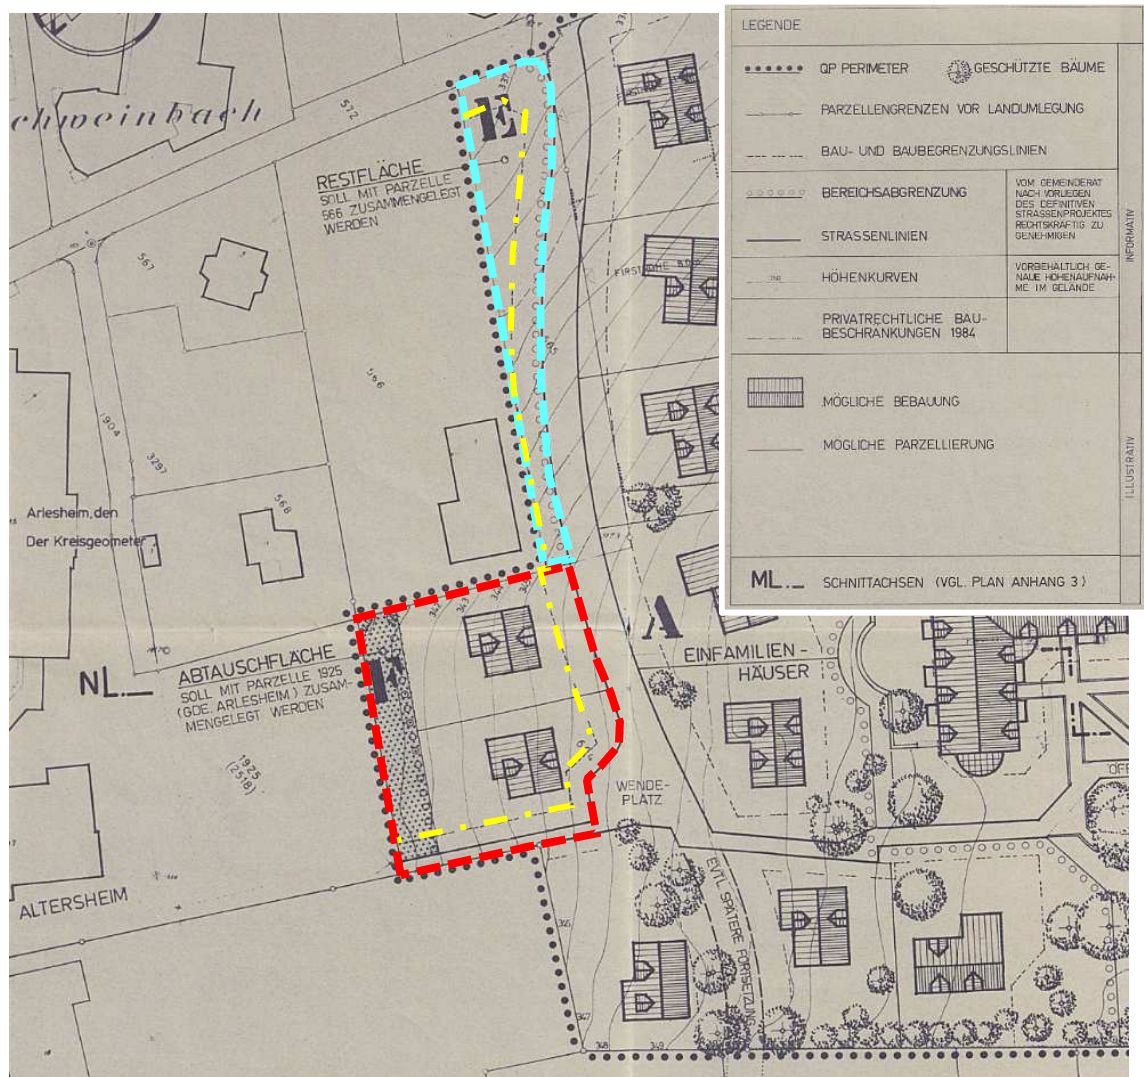 LEGENDE
QP PERIMETER
GESCHÜTZTE BÄUME
PARZELLENGRENZEN VOR LANDUMLEGUNG
BAU- UND BAUBEGRENZUNGSLINIEN
BEREICHSABGRENZUNG
VOM GEMEINDERAT
NACH VORLIEGEN
DES DEFINITIVEN
STRASSENPROJEKTES
RECHTSKRÄFTIG ZU
GENEHMIGEN
STRASSENLINIEN
HÖHENKURVEN
VORBEHÄLTLICH GE-
NAUE HÖHENAUFNAH-
ME IM GELÄNDE
INFORMATIV
PRIVATRECHTLICHE BAU-
BESCHRÄNKUNGEN 1984
MÖGLICHE BEBAUUNG
MÖGLICHE PARZELLIERUNG
ILLUSTRATIV
ML._ SCHNITTACHSEN (VGL. PLAN ANHANG 3)
chweinbach
572
E
RESTFLÄCHE
SOLL MIT PARZELLE
566 ZUSAMMENGELEGT
WERDEN
567
566
1904
3297
568
Arlesheim, den
Der Kreisgeometer
NL._
ABTAUSCHFLÄCHE
SOLL MIT PARZELLE 1925
(GDE. ARLESHEIM) ZUSAM-
MENGELEGT WERDEN
1925
(2518)
342
343
A
EINFAMILIEN-
HÄUSER
WENDE-
PLATZ
ALTERSHEIM
EVTL. SPÄTERE FORTSETZUNG
347
348
349